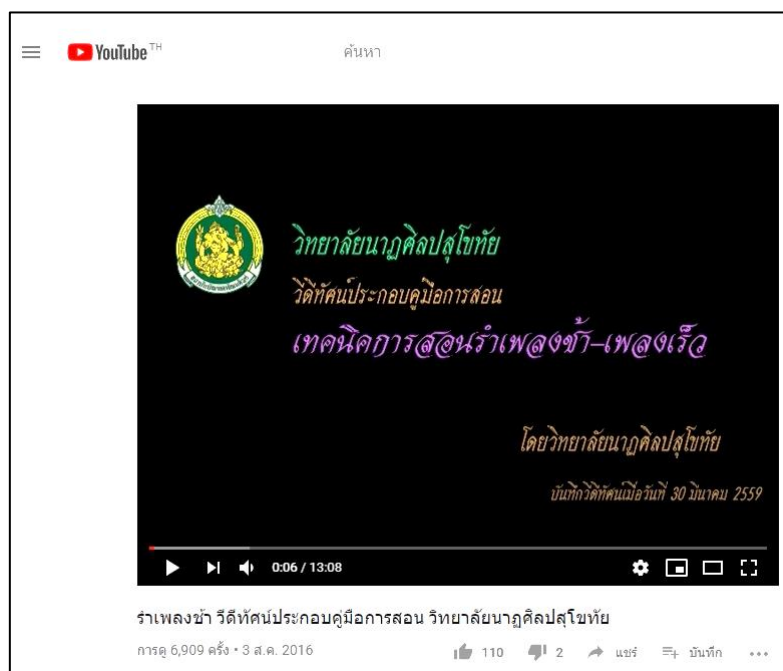 YouTube TH
ค้นหา
วิทยาลัยนาฏศิลปสุโขทัย
วีดีทัศน์ประกอบคู่มือการสอน
เทคนิคการสอนรำเพลงช้า–เพลงเร็ว
โดยวิทยาลัยนาฏศิลปสุโขทัย
บันทึกวีดีทัศน์เมื่อวันที่ 30 มีนาคม 2559
0:06 / 13:08
รำเพลงช้า วีดีทัศน์ประกอบคู่มือการสอน วิทยาลัยนาฏศิลปสุโขทัย
การดู 6,909 ครั้ง • 3 ส.ค. 2016 110 2 แชร์ บันทึก